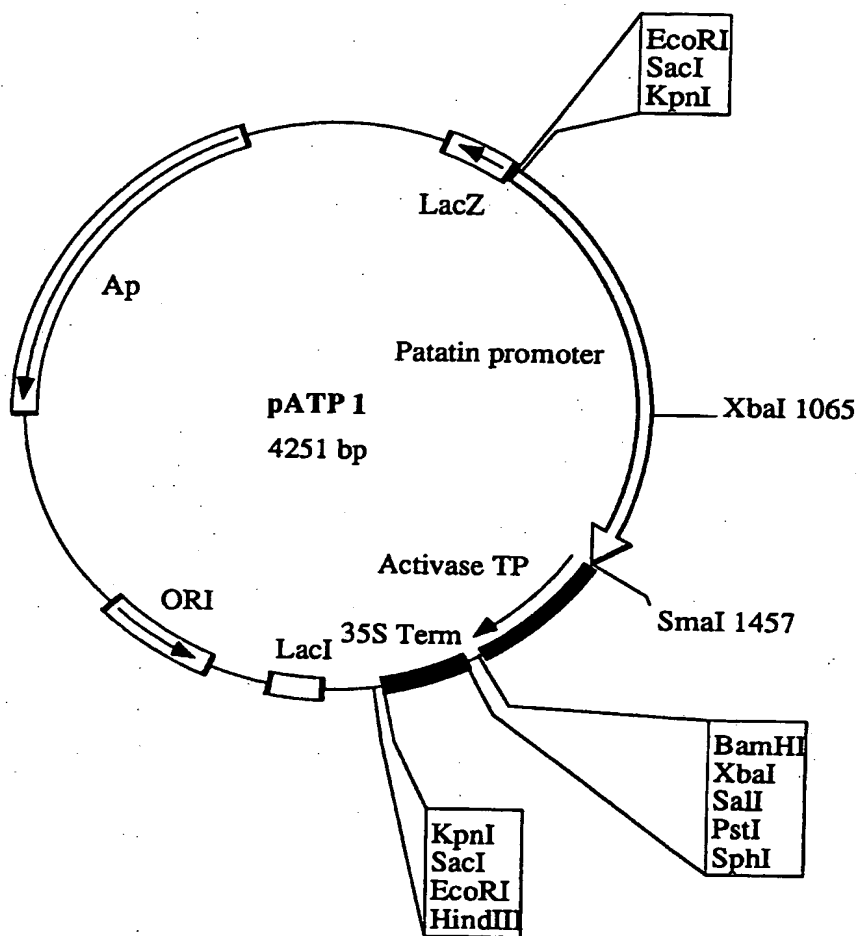 EcoRI
SacI
KpnI
LacZ
Ap
Patatin promoter
pATP 1
4251 bp
XbaI 1065
Activase TP
SmaI 1457
ORI
35S Term
LacI
BamHI
XbaI
SalI
PstI
SphI
KpnI
SacI
EcoRI
HindIII